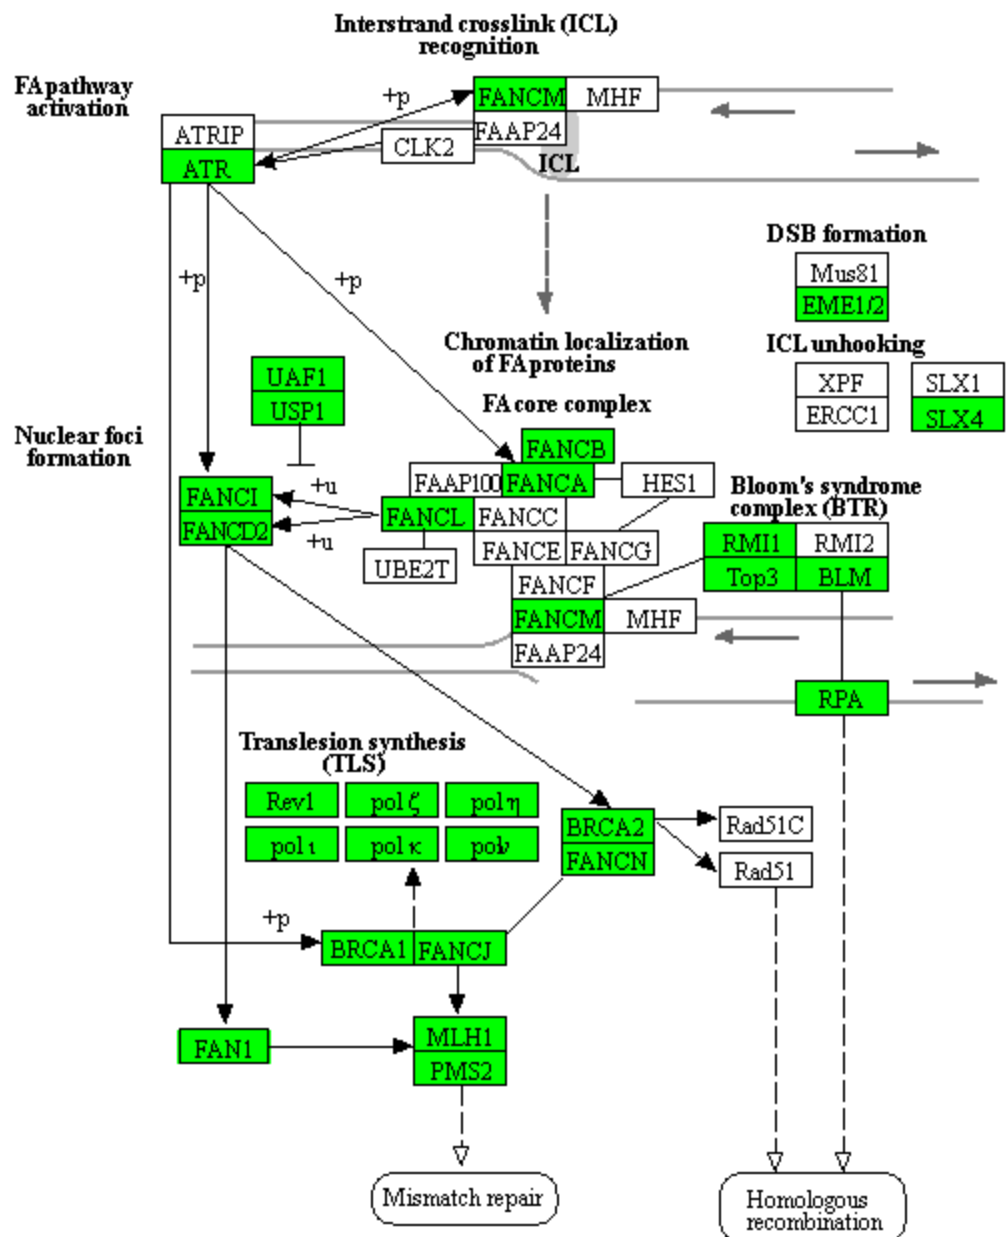 Interstrand crosslink (ICL)
recognition
FA pathway
activation
+p
FANCM
MHF
ATRIP
FAAP24
CLK2
ATR
ICL
DSB formation
Mus81
EME1/2
+p
+p
Chromatin localization
of FA proteins
ICL unhooking
UAF1
USP1
XPF
SLX1
ERCC1
SLX4
FA core complex
Nuclear foci
formation
FANCB
FAAP100
FANCA
HES1
Bloom's syndrome
complex (BTR)
FANCI
+u
FANCL
FANCC
FANCD2
+u
UBE2T
FANCE
FANCG
RMI1
RMI2
FANCF
Top3
BLM
FANCM
MHF
FAAP24
RPA
Translesion synthesis
(TLS)
Rev1
pol ζ
pol η
pol ι
pol κ
pol ν
BRCA2
FANCN
Rad51C
Rad51
+p
BRCA1
FANCJ
FAN1
MLH1
PMS2
Mismatch repair
Homologous
recombination